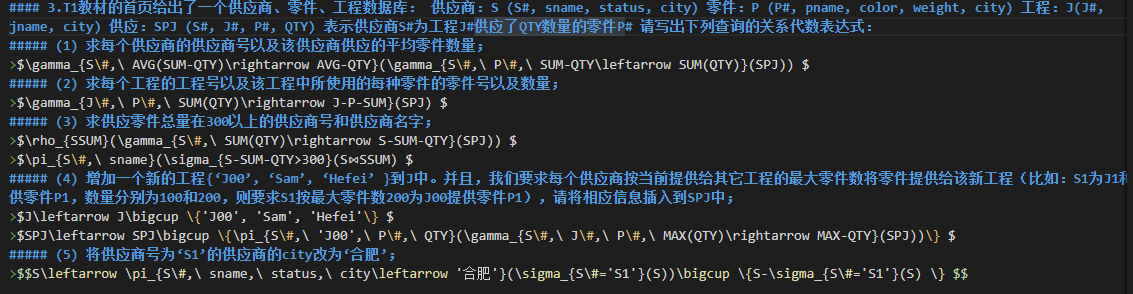 #### 3.T1教材的首页给出了一个供应商、零件、工程数据库： 供应商：S (S#, sname, status, city) 零件：P (P#, pname, color, weight, city) 工程：J(J#,
jname, city) 供应：SPJ (S#, J#, P#, QTY) 表示供应商S#为工程J#供应了QTY数量的零件P# 请写出下列查询的关系代数表达式：
##### (1) 求每个供应商的供应商号以及该供应商供应的平均零件数量；
>$\gamma_{S\#,\ AVG(SUM-QTY)\rightarrow AVG-QTY}(\gamma_{S\#,\ P\#,\ SUM-QTY\leftarrow SUM(QTY)}(SPJ)) $
##### (2) 求每个工程的工程号以及该工程中所使用的每种零件的零件号以及数量；
>$\gamma_{J\#,\ P\#,\ SUM(QTY)\rightarrow J-P-SUM}(SPJ) $
##### (3) 求供应零件总量在300以上的供应商号和供应商名字；
>$\rho_{SSUM}(\gamma_{S\#,\ SUM(QTY)\rightarrow S-SUM-QTY}(SPJ)) $
>$\pi_{S\#,\ sname}(\sigma_{S-SUM-QTY>300}(S⋈SSUM) $
##### (4) 增加一个新的工程{‘J00’, ‘Sam’, ‘Hefei’ }到J中。并且，我们要求每个供应商按当前提供给其它工程的最大零件数将零件提供给该新工程（比如：S1为J1和
供零件P1，数量分别为100和200，则要求S1按最大零件数200为J00提供零件P1），请将相应信息插入到SPJ中；
>$J\leftarrow J\bigcup \{'J00', 'Sam', 'Hefei'\} $
>$SPJ\leftarrow SPJ\bigcup \{\pi_{S\#,\ 'J00',\ P\#,\ QTY}(\gamma_{S\#,\ J\#,\ P\#,\ MAX(QTY)\rightarrow MAX-QTY}(SPJ))\} $
##### (5) 将供应商号为‘S1’的供应商的city改为‘合肥’；
>$$S\leftarrow \pi_{S\#,\ sname,\ status,\ city\leftarrow '合肥'}(\sigma_{S\#='S1'}(S))\bigcup \{S-\sigma_{S\#='S1'}(S) \} $$